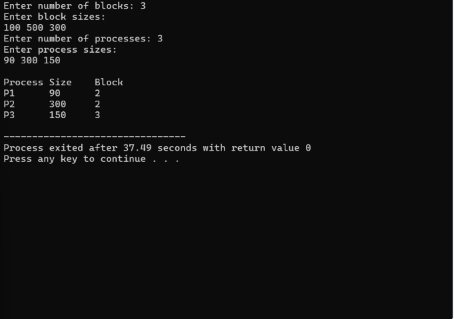 Enter number of blocks: 3
Enter block sizes:
100 500 300
Enter number of processes: 3
Enter process sizes:
90 300 150
Process Size    Block
P1      90      2
P2      300     2
P3      150     3
--------------------------------
Process exited after 37.49 seconds with return value 0
Press any key to continue . . .